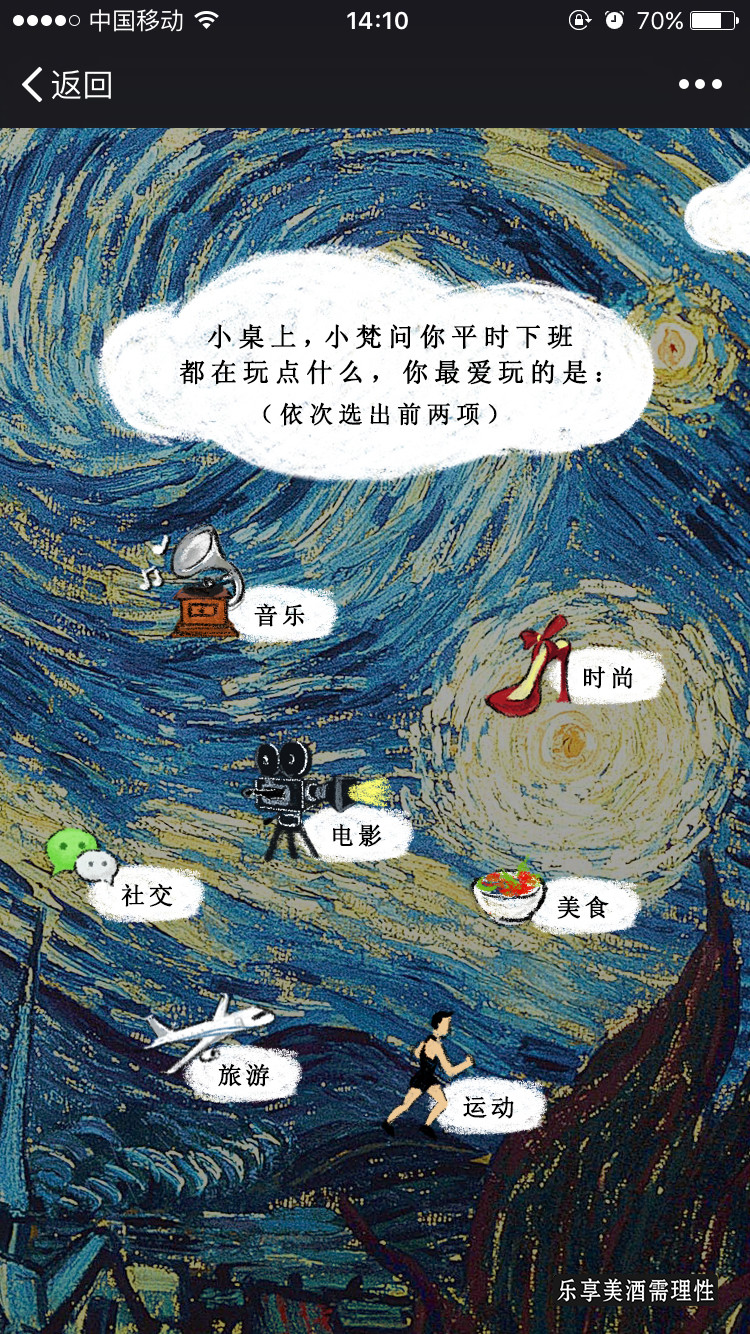 中国移动 14:10 70%
返回
小桌上，小梵问你平时下班
都在玩点什么，你最爱玩的是：
（依次选出前两项）
音乐
时尚
电影
社交
美食
旅游
运动
乐享美酒需理性